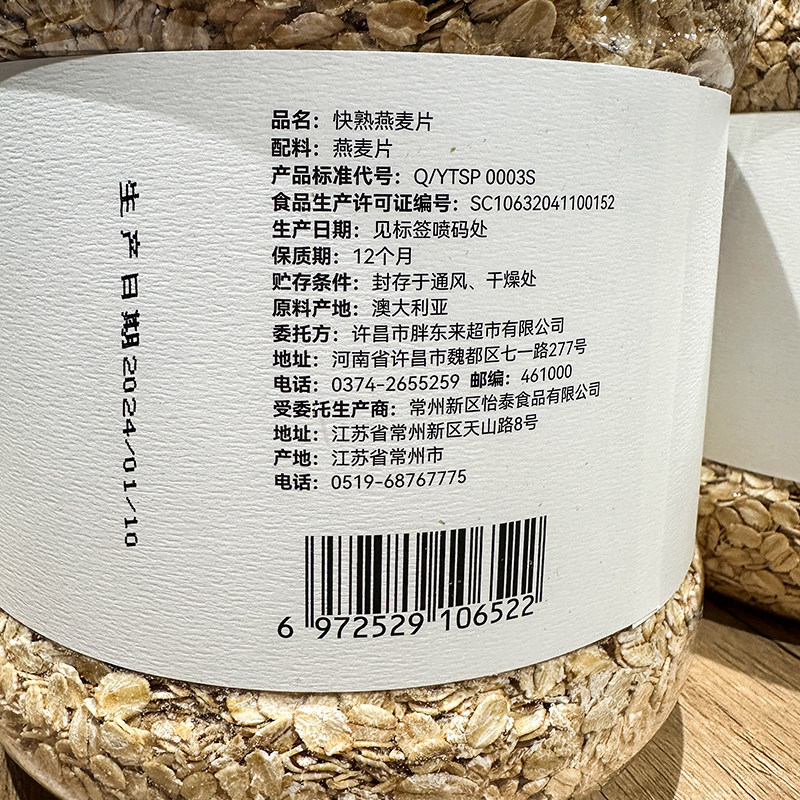 品名：快熟燕麦片
配料：燕麦片
产品标准代号：Q/YTSP 0003S
食品生产许可证编号：SC10632041100152
生产日期：见标签喷码处
保质期：12个月
贮存条件：封存于通风、干燥处
原料产地：澳大利亚
委托方：许昌市胖东来超市有限公司
地址：河南省许昌市魏都区七一路277号
电话：0374-2655259 邮编：461000
受委托生产商：常州新区怡泰食品有限公司
地址：江苏省常州新区天山路8号
产地：江苏省常州市
电话：0519-68767775
6 972529 106522
生产日期2024/01/10